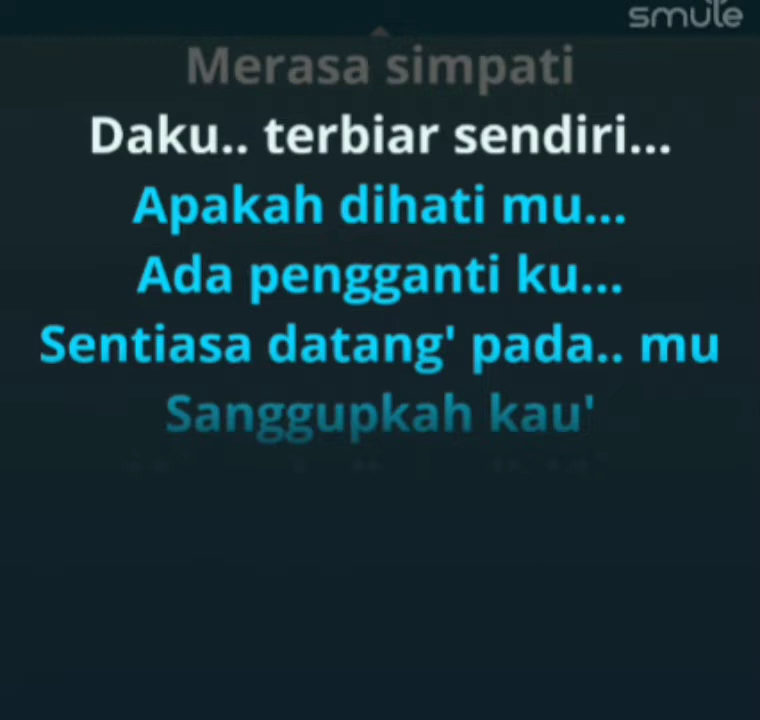 smule
Merasa simpati
Daku.. terbiar sendiri...
Apakah dihati mu...
Ada pengganti ku...
Sentiasa datang' pada.. mu
Sanggupkah kau'